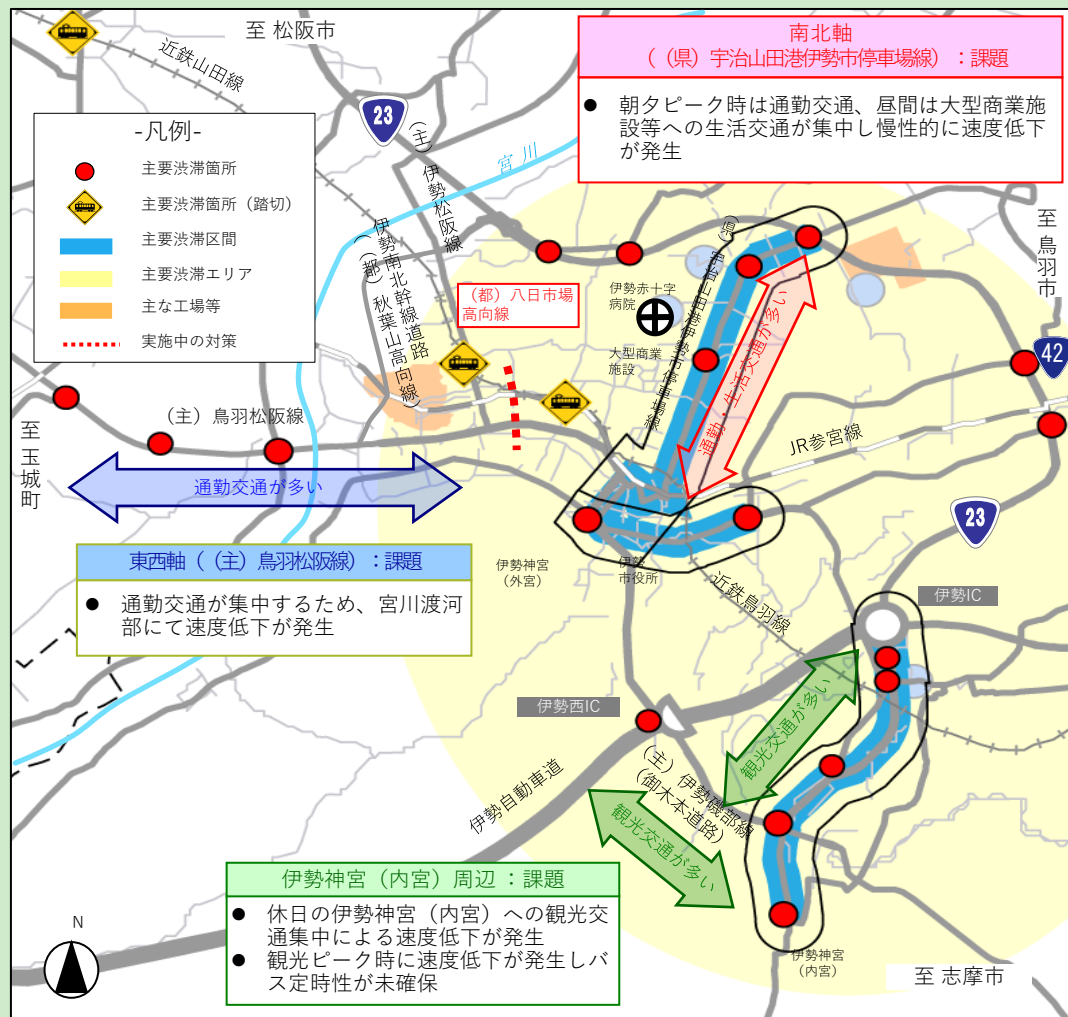 至 松阪市
近鉄山田線
23
(主)伊勢松阪線
宮川
南北軸
(（県）宇治山田港伊勢市停車場線）：課題
● 朝夕ピーク時は通勤交通、昼間は大型商業施
設等への生活交通が集中し慢性的に速度低下
が発生
-凡例-
主要渋滞箇所
主要渋滞箇所（踏切）
主要渋滞区間
主要渋滞エリア
主な工場等
実施中の対策
伊勢南北幹線道路
(（都）秋葉山高向線）
（都）八日市場
高向線
伊勢赤十字
病院
大型商業
施設
（県）宇治山田港伊勢市停車場線
通勤・生活交通が多い
至 鳥羽市
42
JR参宮線
23
至 玉城町
（主）鳥羽松阪線
通勤交通が多い
東西軸（（主）鳥羽松阪線）：課題
● 通勤交通が集中するため、宮川渡河
部にて速度低下が発生
伊勢神宮
（外宮）
伊勢
市役所
近鉄鳥羽線
伊勢IC
伊勢西IC
観光交通が多い
（主）伊勢磯部線
（御木本道路）
伊勢自動車道
観光交通が多い
伊勢神宮（内宮）周辺 ：課題
● 休日の伊勢神宮（内宮）への観光交
通集中による速度低下が発生
● 観光ピーク時に速度低下が発生しバ
ス定時性が未確保
N
伊勢神宮
（内宮）
至 志摩市